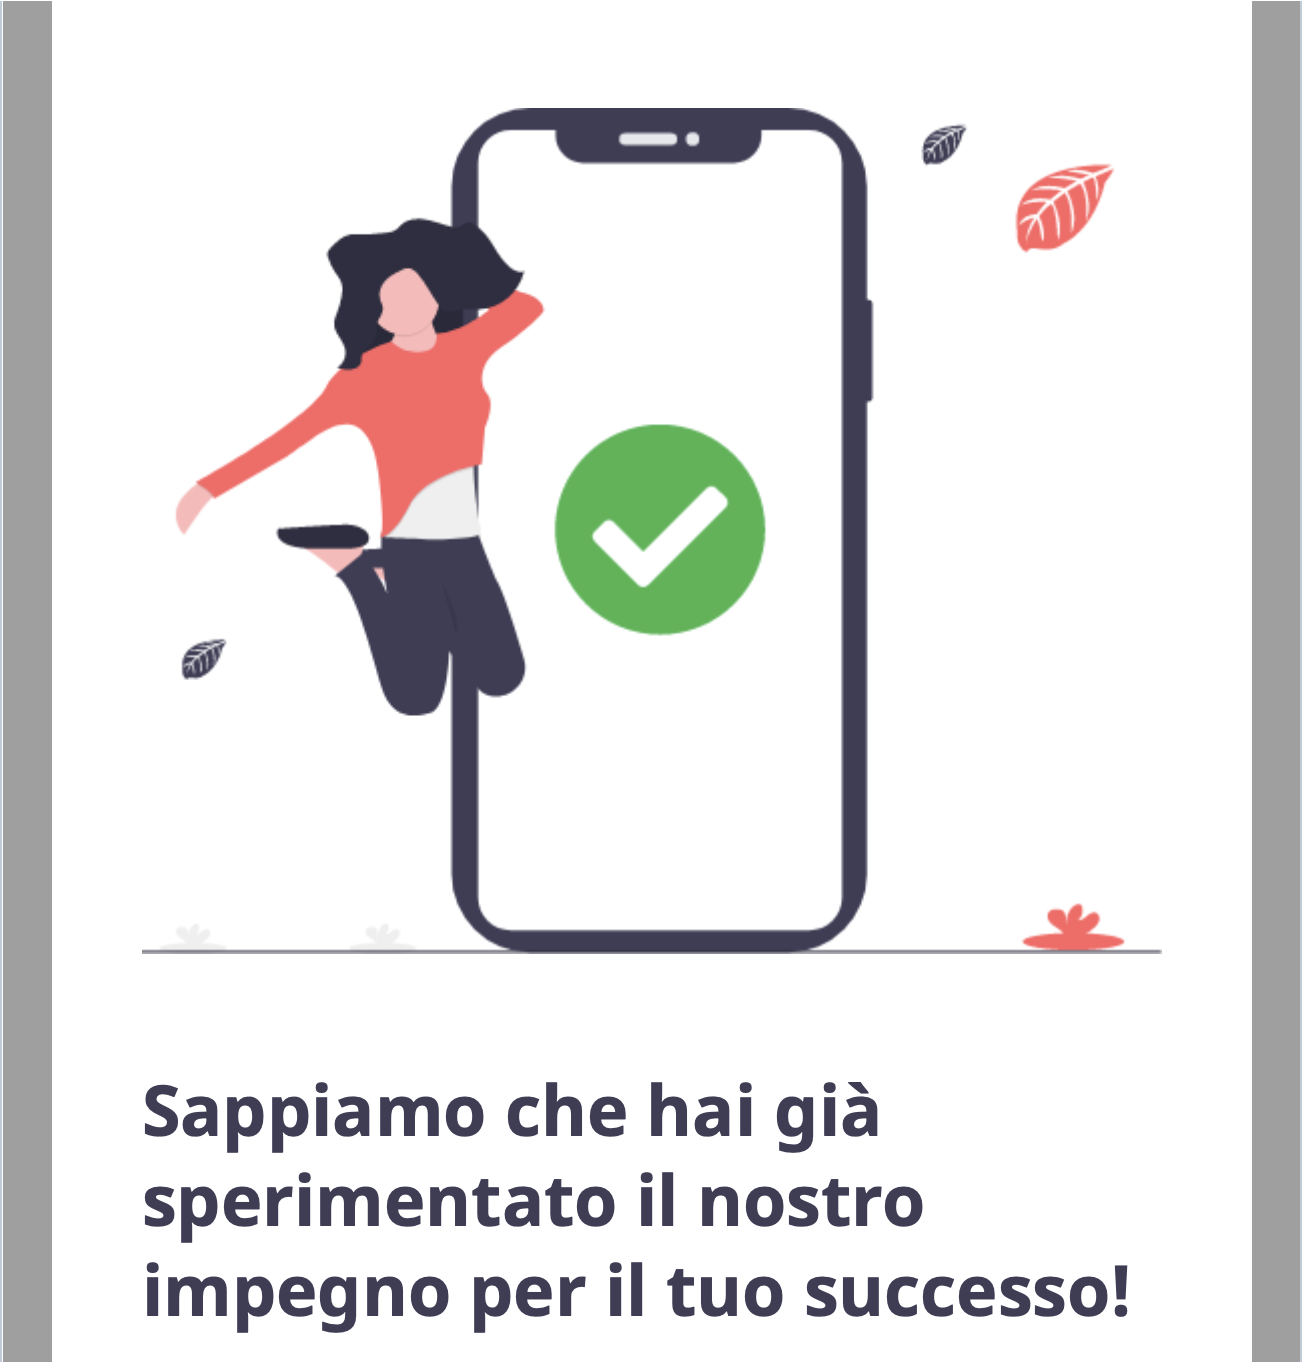 Sappiamo che hai già
sperimentato il nostro
impegno per il tuo successo!